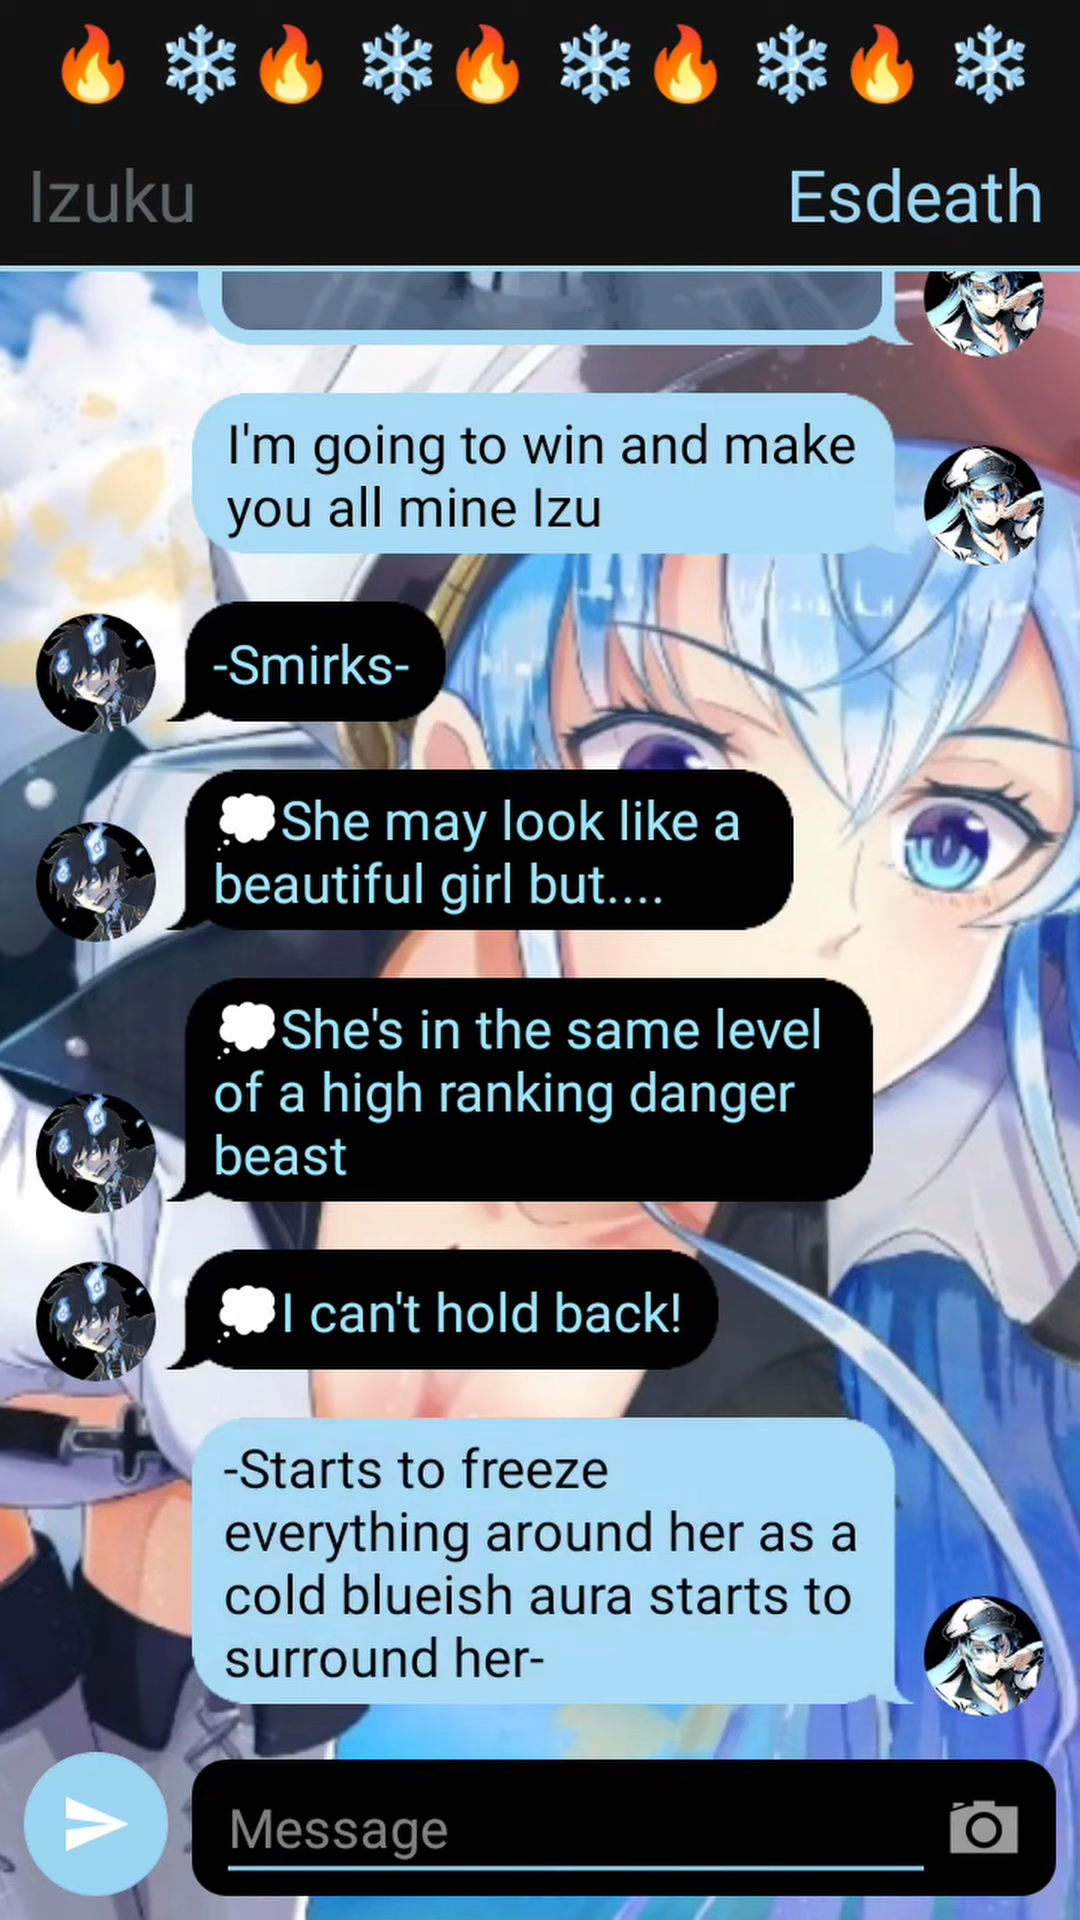 🔥 ❄️🔥 ❄️🔥 ❄️🔥 ❄️🔥 ❄️
Izuku
Esdeath
I'm going to win and make
you all mine Izu
-Smirks-
💭She may look like a
beautiful girl but....
💭She's in the same level
of a high ranking danger
beast
💭I can't hold back!
-Starts to freeze
everything around her as a
cold blueish aura starts to
surround her-
Message